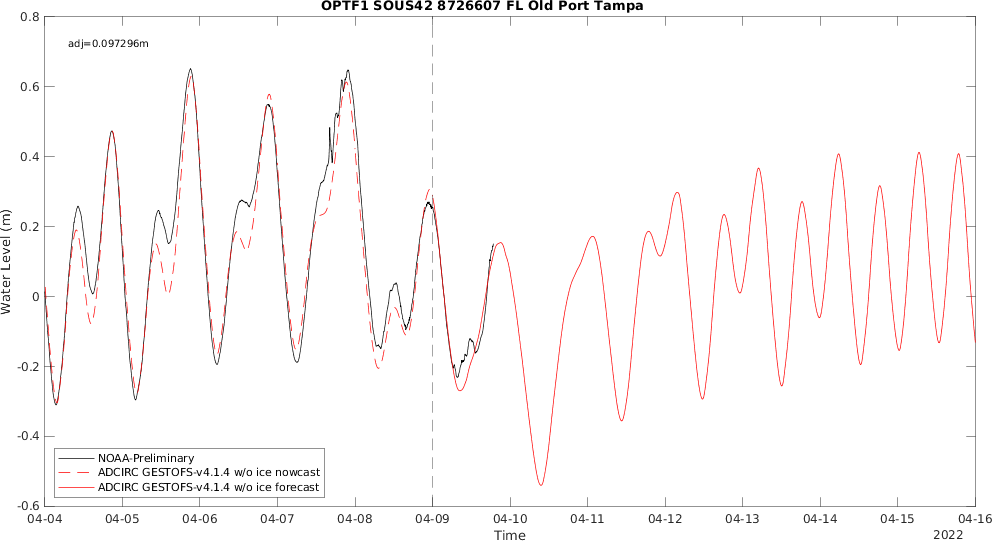 OPTF1 SOUS42 8726607 FL Old Port Tampa
adj=0.097296m
0.8
0.6
0.4
0.2
0
-0.2
-0.4
-0.6
Water Level (m)
NOAA-Preliminary
ADCIRC GESTOFS-v4.1.4 w/o ice nowcast
ADCIRC GESTOFS-v4.1.4 w/o ice forecast
04-04 04-05 04-06 04-07 04-08 04-09 04-10 04-11 04-12 04-13 04-14 04-15 04-16
Time
2022